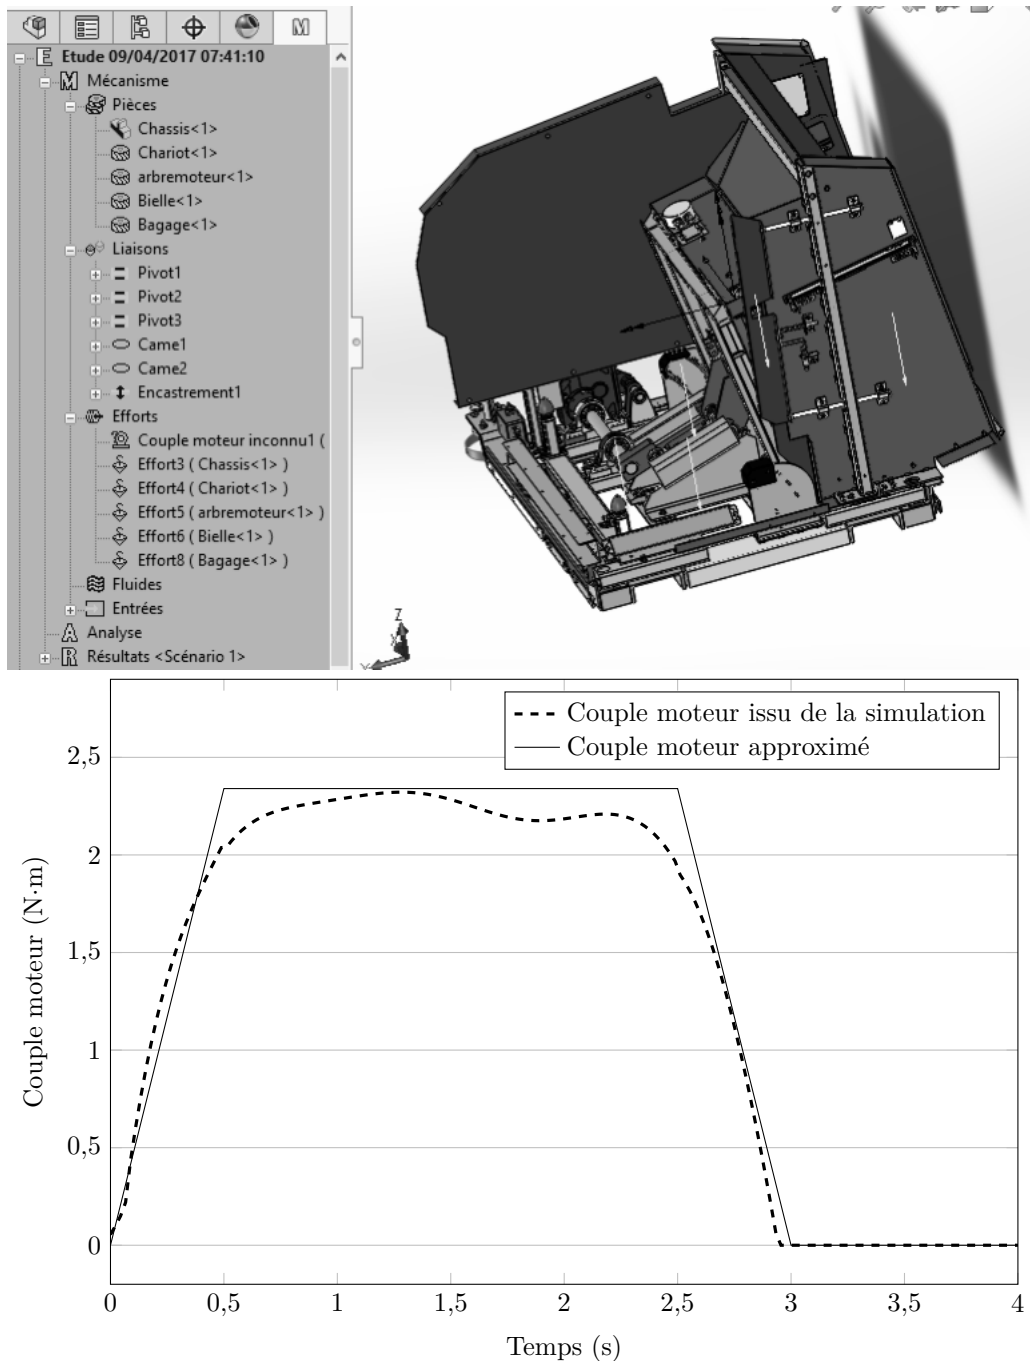 M
E Etude 09/04/2017 07:41:10
M Mécanisme
Pièces
Chassis<1>
Chariot<1>
arbremoteur<1>
Bielle<1>
Bagage<1>
Liaisons
Pivot1
Pivot2
Pivot3
Came1
Came2
Encastrement1
Efforts
Couple moteur inconnu1 (
Effort3 ( Chassis<1> )
Effort4 ( Chariot<1> )
Effort5 ( arbremoteur<1> )
Effort6 ( Bielle<1> )
Effort8 ( Bagage<1> )
Fluides
Entrées
A Analyse
R Résultats <Scénario 1>
Z
Couple moteur issu de la simulation
Couple moteur approximé
2,5
2
1,5
1
0,5
0
Couple moteur (N·m)
0 0,5 1 1,5 2 2,5 3 3,5 4
Temps (s)